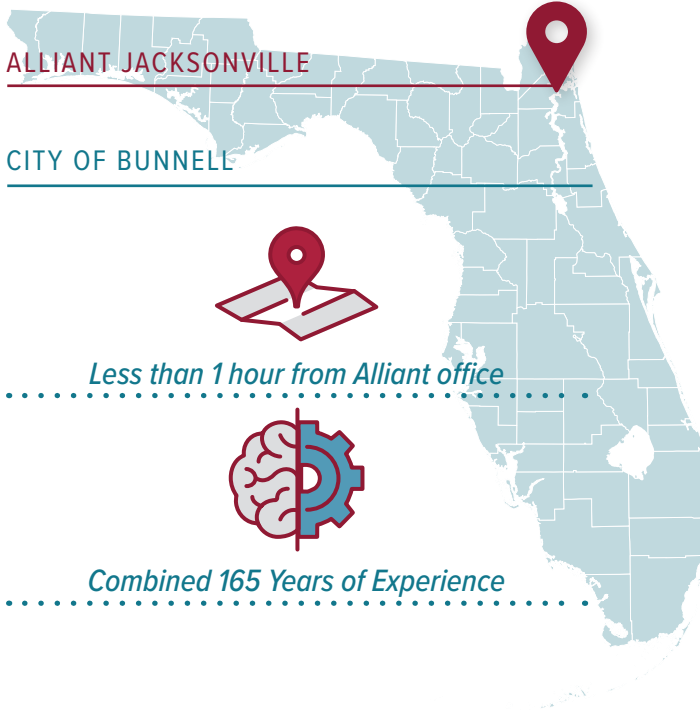 ALLIANT JACKSONVILLE
CITY OF BUNNELL
Less than 1 hour from Alliant office
Combined 165 Years of Experience